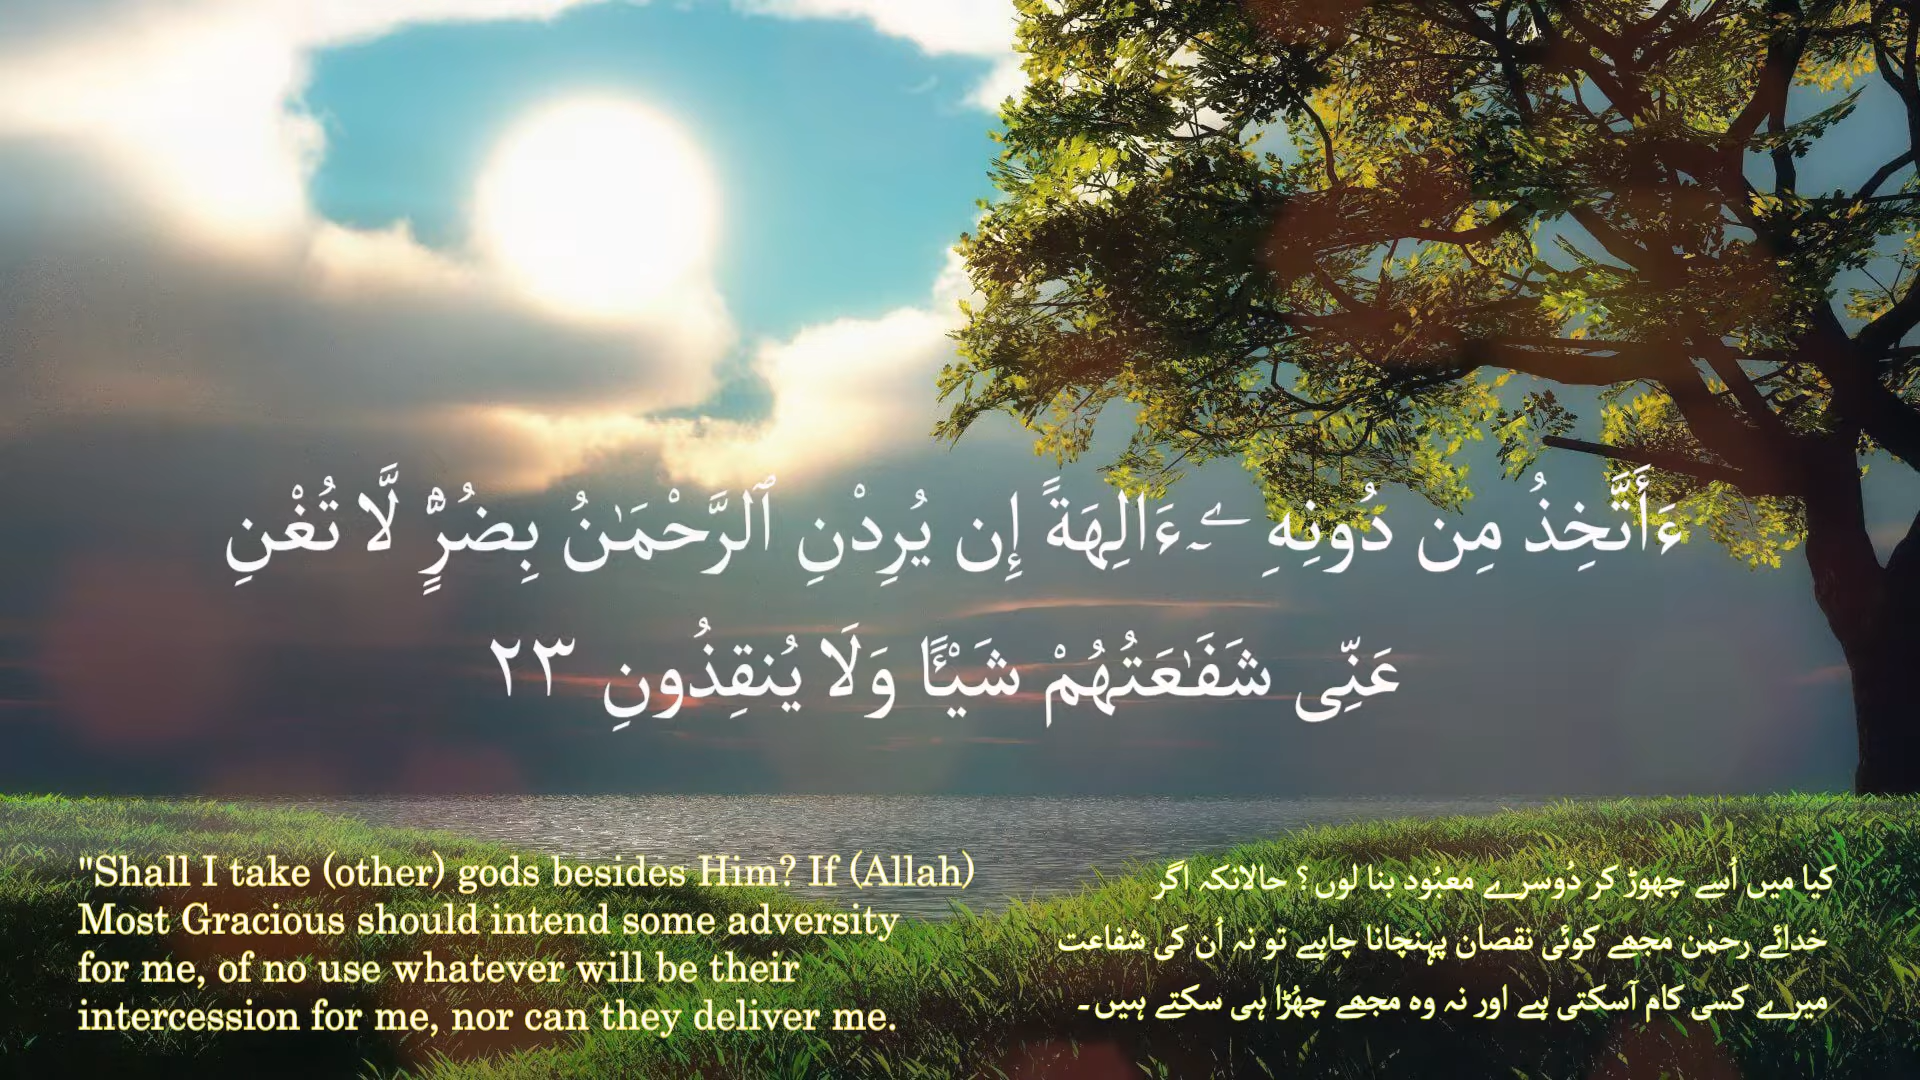 ءَأَتَّخِذُ مِن دُونِهِۦٓ ءَالِهَةً إِن يُرِدْنِ ٱلرَّحْمَـٰنُ بِضُرٍّۢ لَّا تُغْنِ
عَنِّى شَفَـٰعَتُهُمْ شَيْـًۭٔا وَلَا يُنقِذُونِ ٢٣
"Shall I take (other) gods besides Him? If (Allah)
Most Gracious should intend some adversity
for me, of no use whatever will be their
intercession for me, nor can they deliver me.
کیا میں اُسے چھوڑ کر دُوسرے معبُود بنا لوں؟ حالانکہ اگر
خدائے رحمٰن مجھے کوئی نقصان پہنچانا چاہے تو نہ اُن کی شفاعت
میرے کسی کام آسکتی ہے اور نہ وہ مجھے چھُڑا ہی سکتے ہیں۔